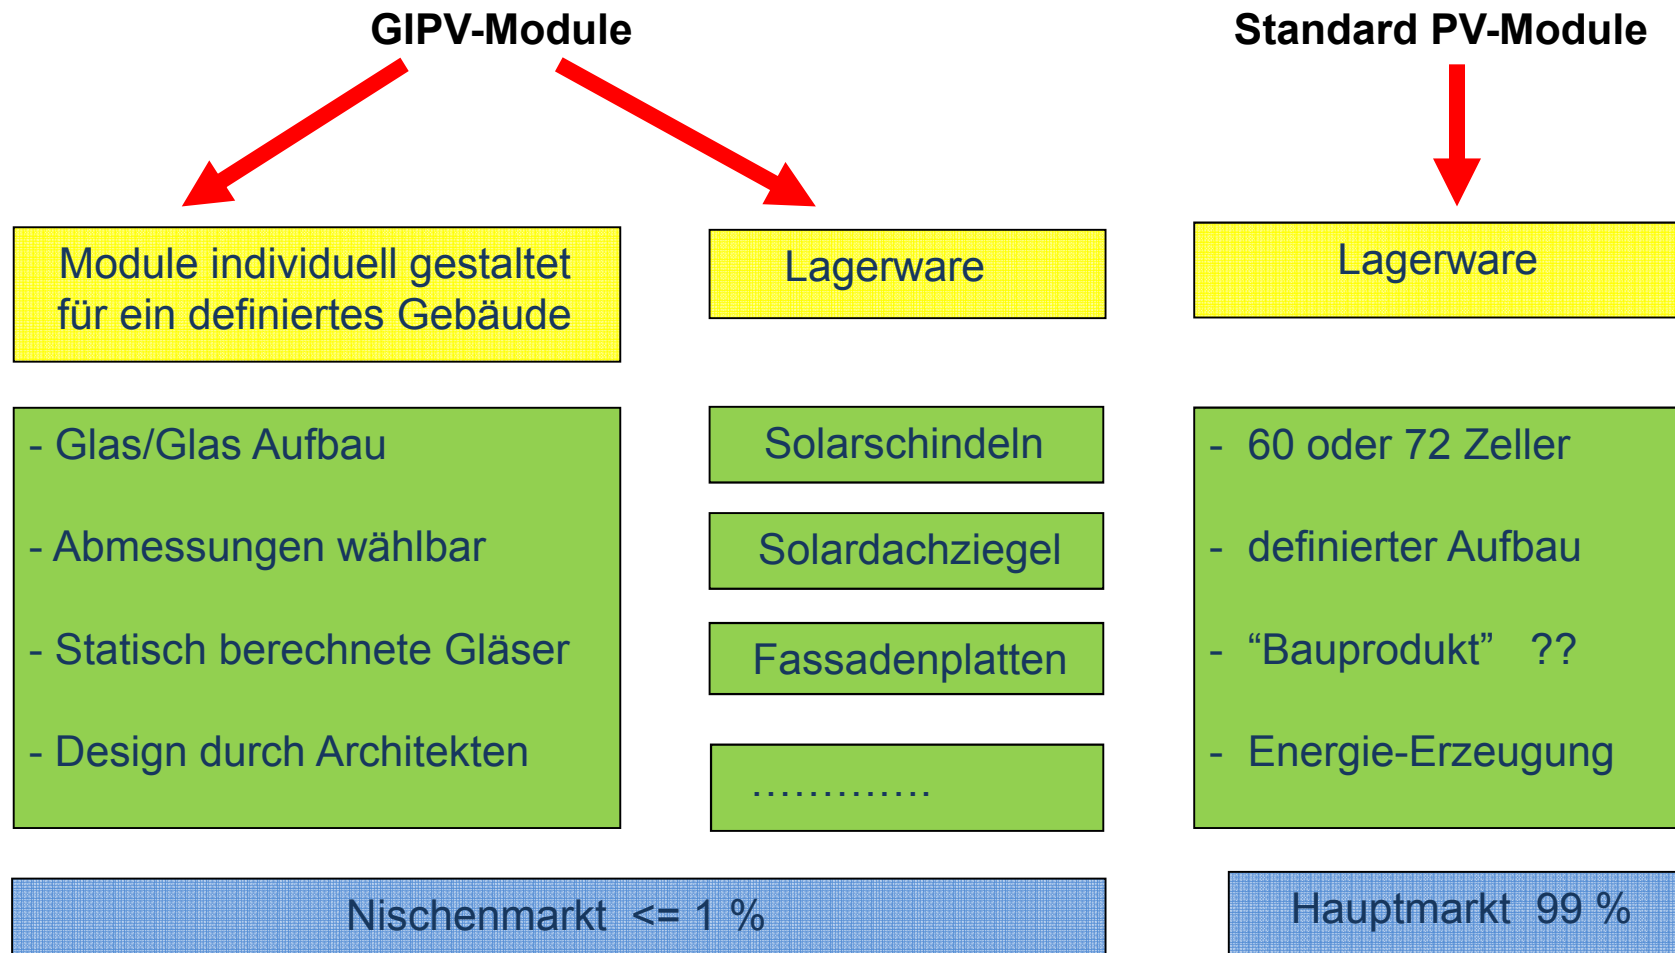 GIPV-Module
Standard PV-Module
Module individuell gestaltet
für ein definiertes Gebäude
Lagerware
Lagerware
- Glas/Glas Aufbau
- Abmessungen wählbar
- Statisch berechnete Gläser
- Design durch Architekten
Solarschindeln
Solardachziegel
Fassadenplatten
.............
- 60 oder 72 Zeller
- definierter Aufbau
- “Bauprodukt” ??
- Energie-Erzeugung
Nischenmarkt <= 1 %
Hauptmarkt 99 %